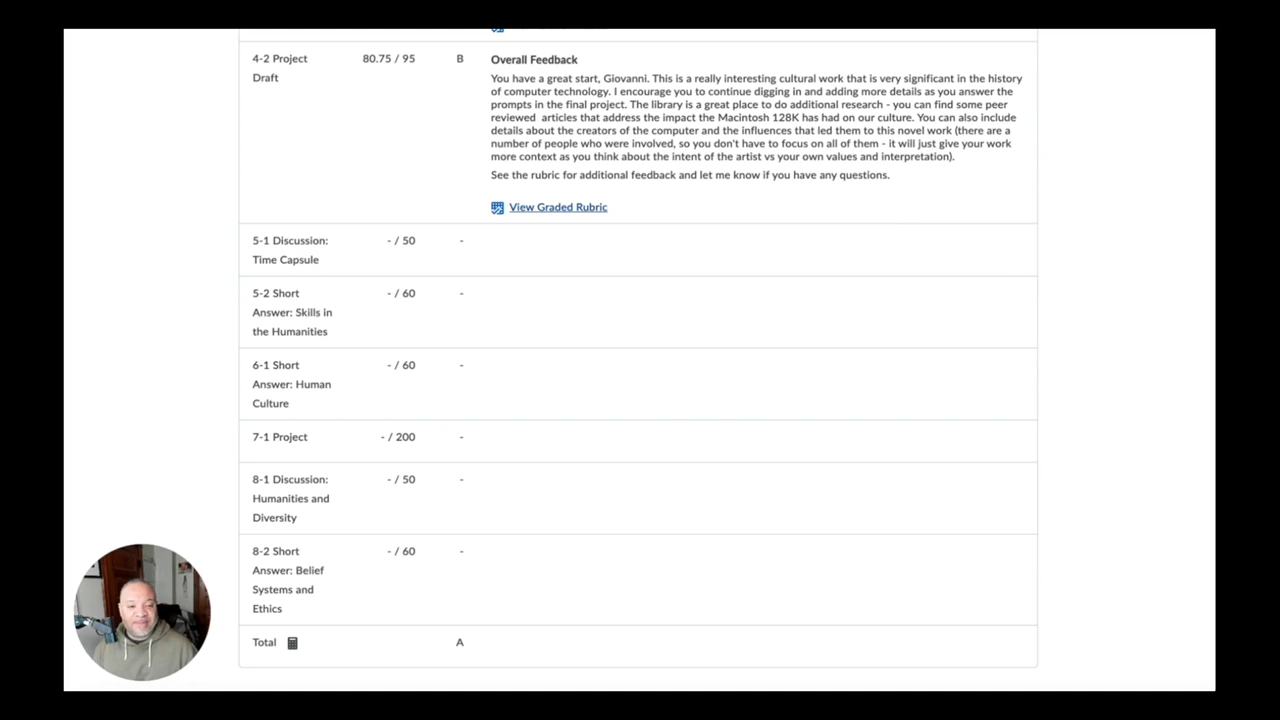 4-2 Project
Draft
80.75 / 95
B
Overall Feedback
You have a great start, Giovanni. This is a really interesting cultural work that is very significant in the history
of computer technology. I encourage you to continue digging in and adding more details as you answer the
prompts in the final project. The library is a great place to do additional research - you can find some peer
reviewed articles that address the impact the Macintosh 128K has had on our culture. You can also include
details about the creators of the computer and the influences that led them to this novel work (there are a
number of people who were involved, so you don't have to focus on all of them - it will just give your work
more context as you think about the intent of the artist vs your own values and interpretation).
See the rubric for additional feedback and let me know if you have any questions.
View Graded Rubric
5-1 Discussion:
Time Capsule
- / 50
-
5-2 Short
Answer: Skills in
the Humanities
- / 60
-
6-1 Short
Answer: Human
Culture
- / 60
-
7-1 Project
- / 200
-
8-1 Discussion:
Humanities and
Diversity
- / 50
-
8-2 Short
Answer: Belief
Systems and
Ethics
- / 60
-
Total
A